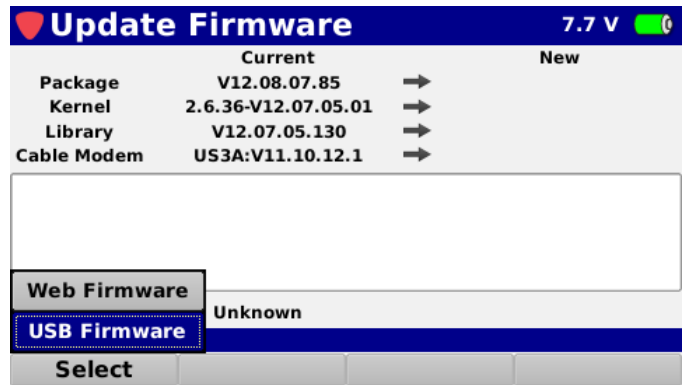 Update Firmware 7.7 V
Current New
Package V12.08.07.85
Kernel 2.6.36-V12.07.05.01
Library V12.07.05.130
Cable Modem US3A:V11.10.12.1
Web Firmware
Unknown
USB Firmware
Select